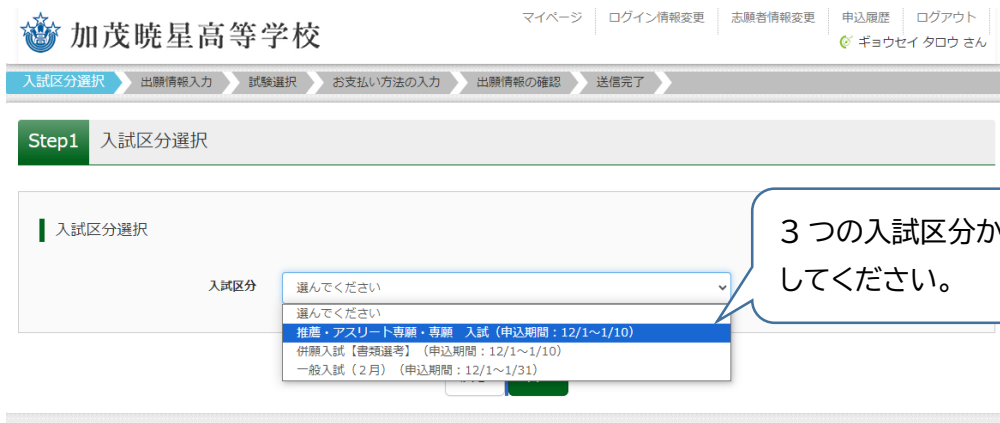 加茂暁星高等学校
マイページ ログイン情報変更 志願者情報変更 申込履歴 ログアウト
ギョウセイ タロウ さん
入試区分選択 出願情報入力 試験選択 お支払い方法の入力 出願情報の確認 送信完了
Step1 入試区分選択
入試区分選択
3 つの入試区分か
してください。
入試区分 選んでください
選んでください
推薦・アスリート専願・専願 入試（申込期間：12/1～1/10）
併願入試【書類選考】（申込期間：12/1～1/10）
一般入試（２月）（申込期間：12/1～1/31）